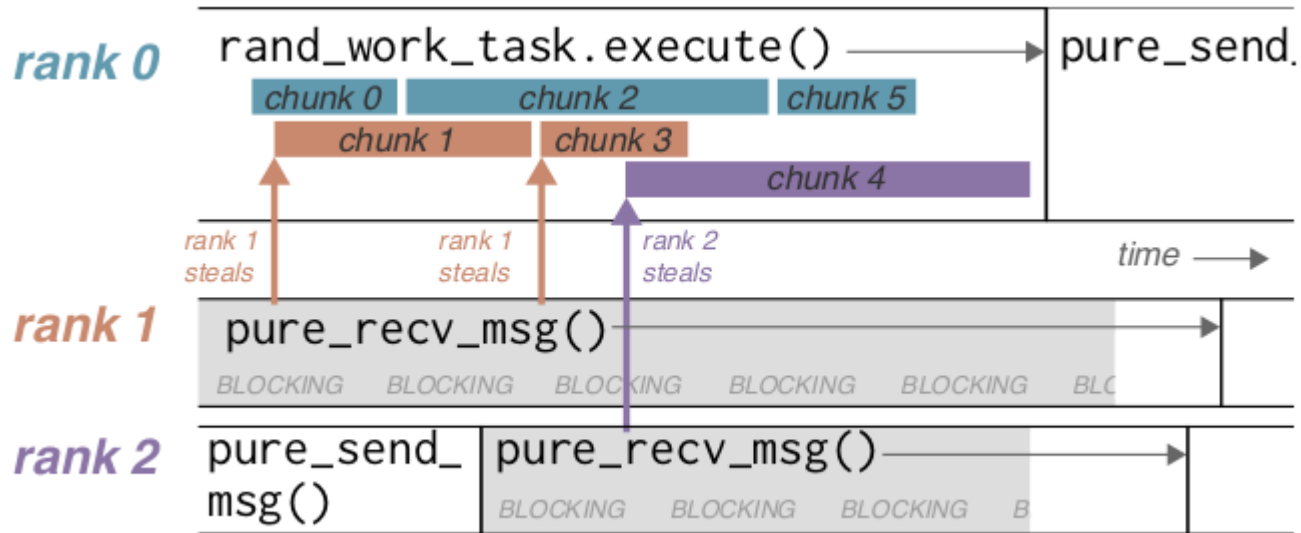 rank 0
rand_work_task.execute()
pure_send_
chunk 0
chunk 2
chunk 5
chunk 1
chunk 3
chunk 4
rank 1
steals
rank 1
steals
rank 2
steals
time
rank 1
pure_recv_msg()
BLOCKING BLOCKING BLOCKING BLOCKING BLOCKING BLC
rank 2
pure_send_
msg()
pure_recv_msg()
BLOCKING BLOCKING BLOCKING B